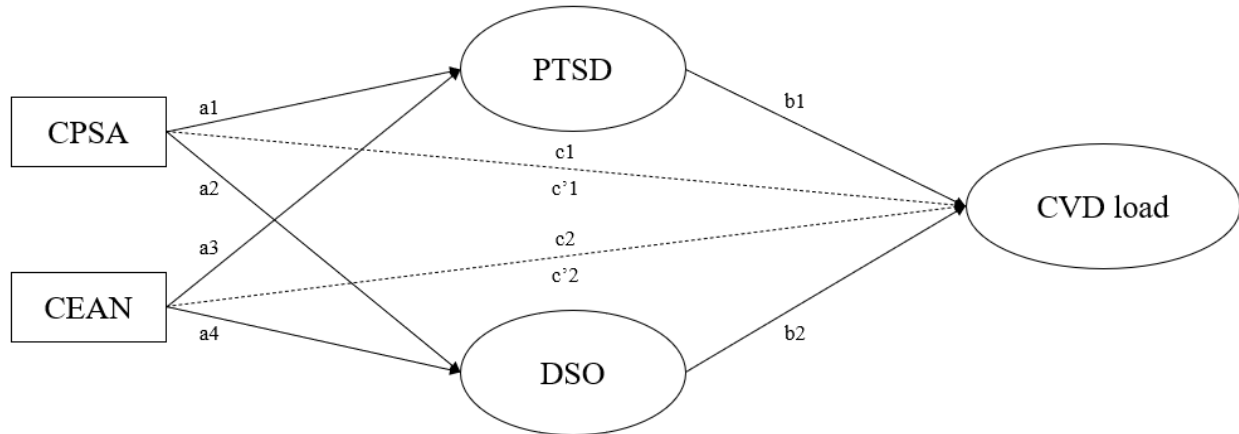 PTSD
a1
b1
CPSA
c1
c’1
a2
CVD load
a3
c2
c’2
CEAN
a4
b2
DSO